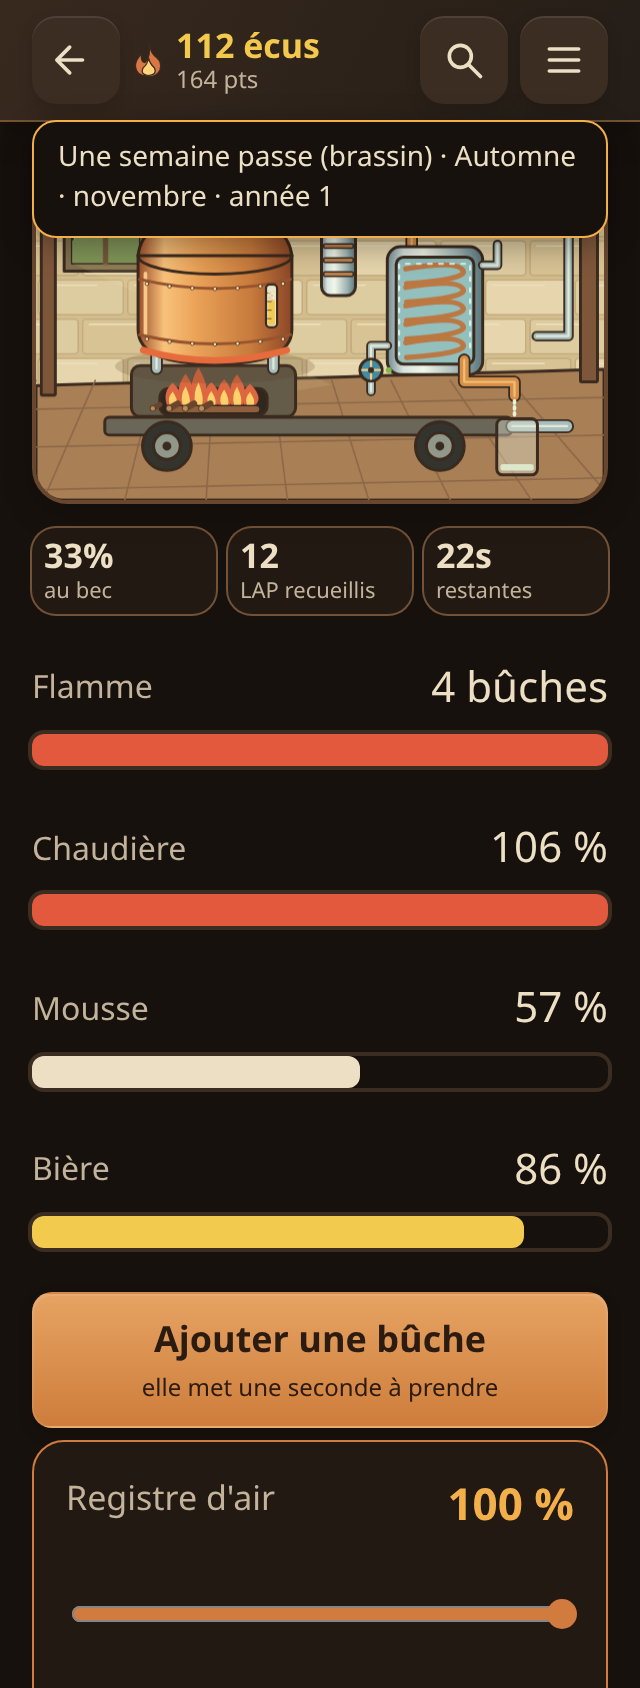 112 écus
164 pts
Une semaine passe (brassin) · Automne
· novembre · année 1
33%
au bec
12
LAP recueillis
22s
restantes
Flamme
4 bûches
Chaudière
106 %
Mousse
57 %
Bière
86 %
Ajouter une bûche
elle met une seconde à prendre
Registre d'air
100 %